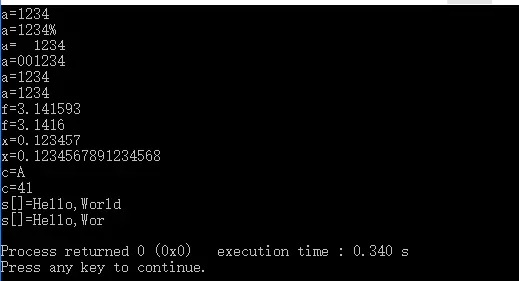 a=1234
a=1234%
a=  1234
a=001234
a=1234
a=1234
f=3.141593
f=3.1416
x=0.123457
x=0.1234567891234568
c=A
c=41
s[]=Hello,World
s[]=Hello,Wor
Process returned 0 (0x0)   execution time : 0.340 s
Press any key to continue.